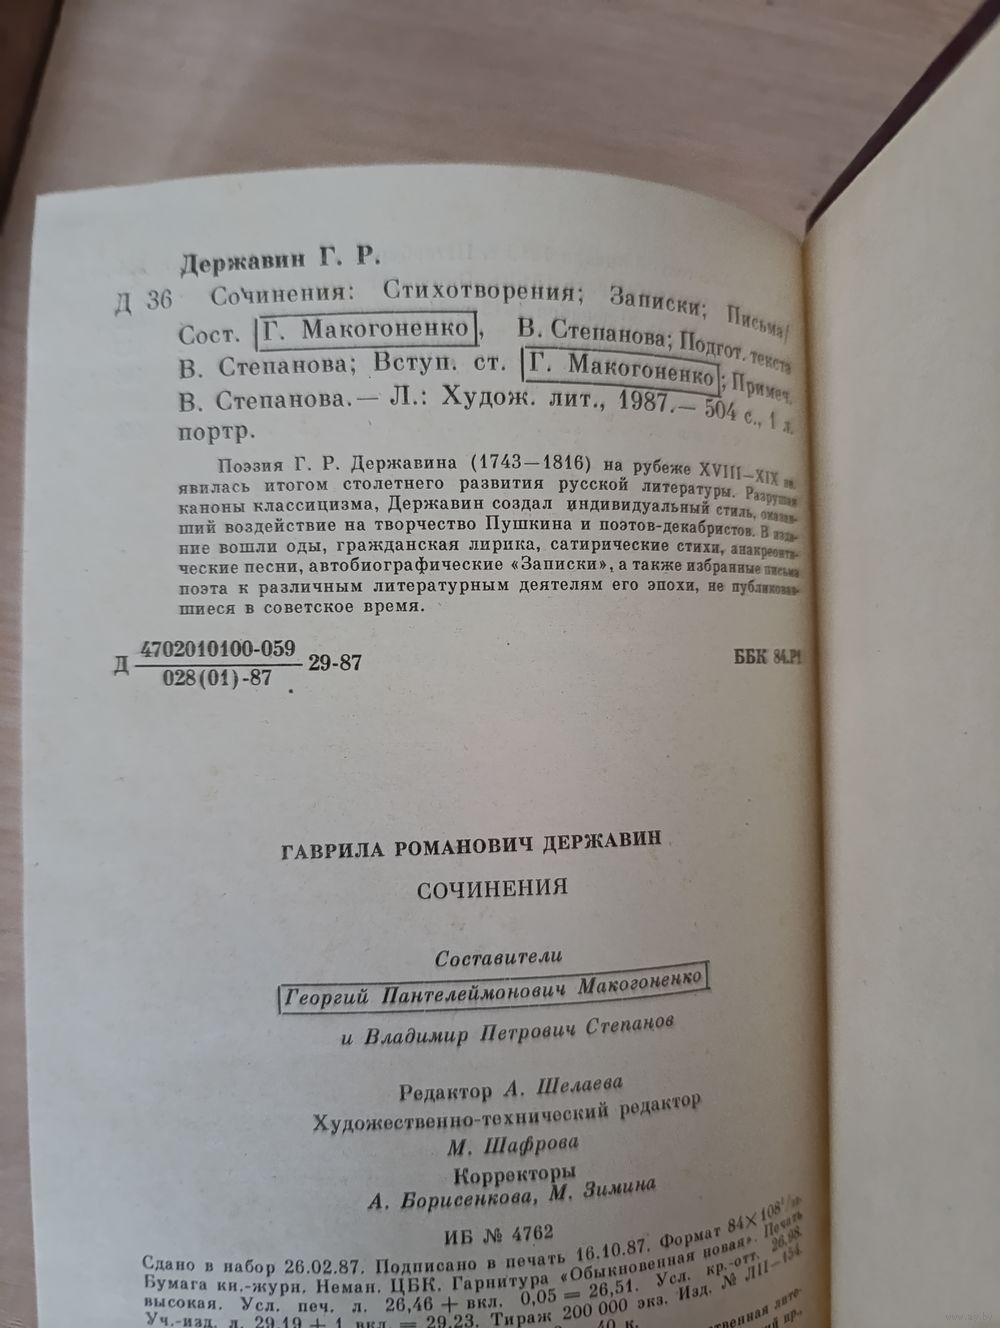 Державин Г. Р.
Д 36 Сочинения: Стихотворения; Записки; Письма/
Сост. Г. Макогоненко, В. Степанова; Подгот. текста
В. Степанова; Вступ. ст. Г. Макогоненко; Примеч.
В. Степанова.— Л.: Худож. лит., 1987.— 504 с., 1 л.
портр.
Поэзия Г. Р. Державина (1743—1816) на рубеже XVIII—XIX вв.
явилась итогом столетнего развития русской литературы. Разрушая
каноны классицизма, Державин создал индивидуальный стиль, оказав-
ший воздействие на творчество Пушкина и поэтов-декабристов. В изда-
ние вошли оды, гражданская лирика, сатирические стихи, анакреонти-
ческие песни, автобиографические «Записки», а также избранные письма
поэта к различным литературным деятелям его эпохи, не публиковав-
шиеся в советское время.
Д 4702010100-059 29-87
028(01)-87
ББК 84.Р1
ГАВРИЛА РОМАНОВИЧ ДЕРЖАВИН
СОЧИНЕНИЯ
Составители
Георгий Пантелеймонович Макогоненко
и Владимир Петрович Степанов
Редактор А. Шелаева
Художественно-технический редактор
М. Шафрова
Корректоры
А. Борисенкова, М. Зимина
ИБ № 4762
Сдано в набор 26.02.87. Подписано в печать 16.10.87. Формат 84×108 1/32.
Бумага кн.-журн. Неман. ЦБК. Гарнитура «Обыкновенная новая». Печать
высокая. Усл. печ. л. 26,46 + вкл. 0,05 = 26,51. Усл. кр.-отт. 26,98.
Уч.-изд. л. 29,19 + 1 вкл. = 29,23. Тираж 200 000 экз. Изд. № ЛII—154.
40 к.